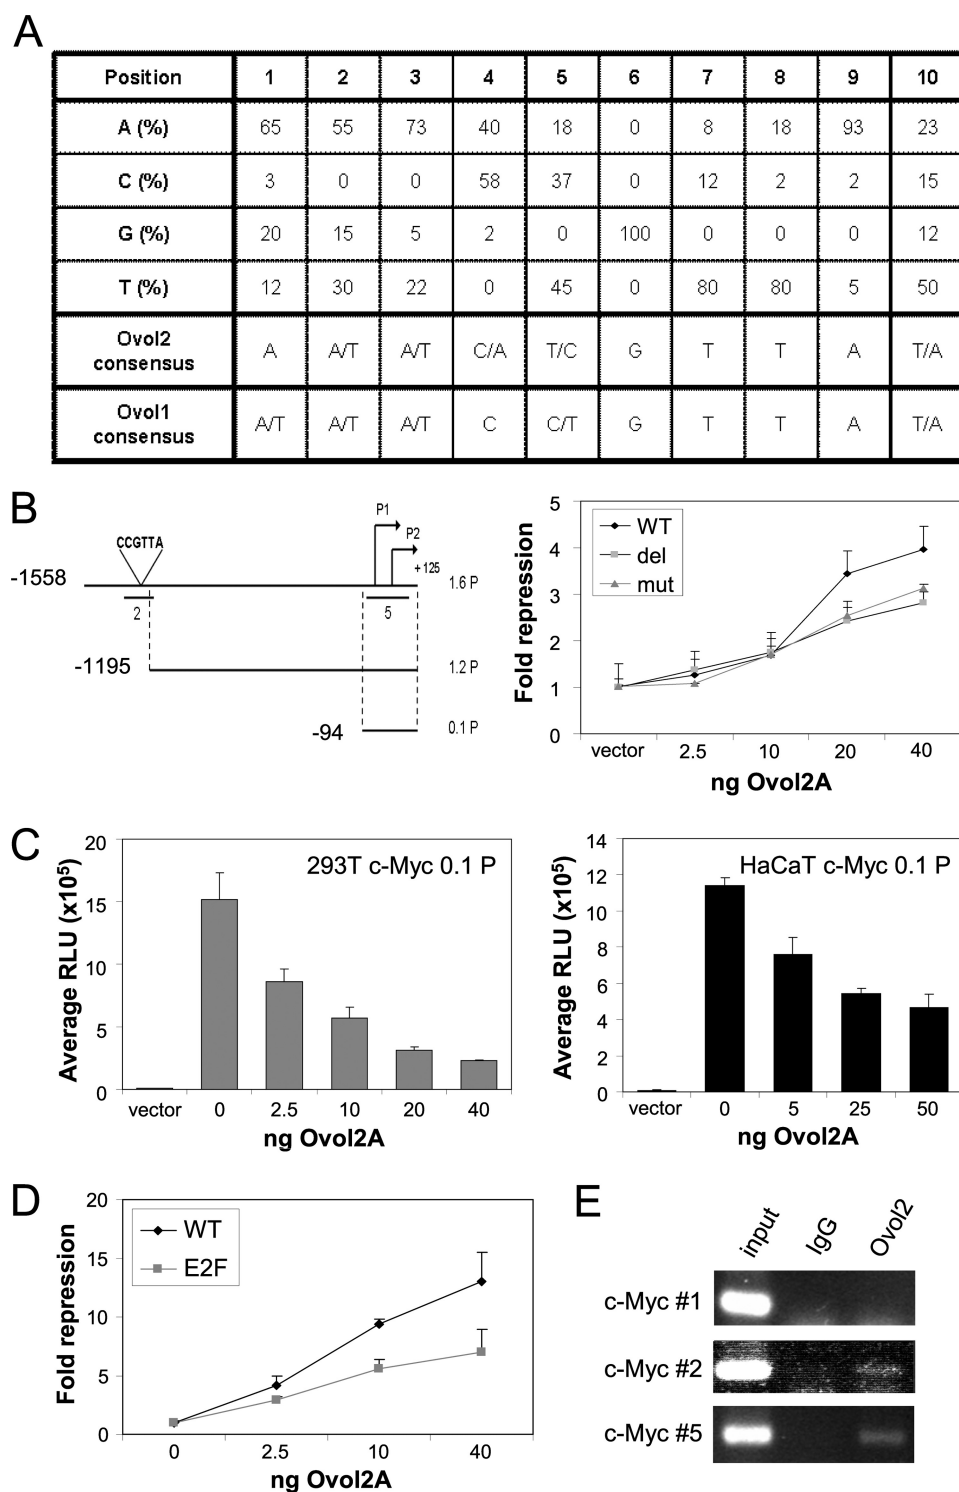 A
Position 1 2 3 4 5 6 7 8 9 10
A (%) 65 55 73 40 18 0 8 18 93 23
C (%) 3 0 0 58 37 0 12 2 2 15
G (%) 20 15 5 2 0 100 0 0 0 12
T (%) 12 30 22 0 45 0 80 80 5 50
Ovol2 consensus A A/T A/T C/A T/C G T T A T/A
Ovol1 consensus A/T A/T A/T C C/T G T T A T/A
B
CCGTTA
P1
P2
+125
-1558
1.6 P
2
5
-1195
1.2 P
-94
0.1 P
Fold repression
5
4
3
2
1
0
WT
del
mut
vector 2.5 10 20 40
ng Ovol2A
C
Average RLU (x10⁵)
293T c-Myc 0.1 P
20
15
10
5
0
vector 0 2.5 10 20 40
ng Ovol2A
Average RLU (x10⁵)
HaCaT c-Myc 0.1 P
14
12
10
8
6
4
2
0
vector 0 5 25 50
ng Ovol2A
D
Fold repression
20
15
10
5
0
WT
E2F
0 2.5 10 40
ng Ovol2A
E
input IgG Ovol2
c-Myc #1
c-Myc #2
c-Myc #5